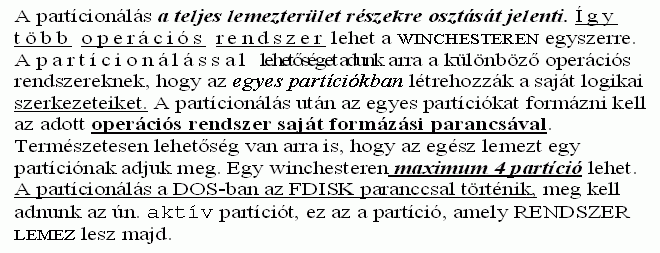 A partícionálás a teljes lemezterület részekre osztását jelenti. Így
több operációs rendszer lehet a WINCHESTEREN egyszerre.
A partícionálással lehetőséget adunk arra a különböző operációs
rendszereknek, hogy az egyes partíciókban létrehozzák a saját logikai
szerkezeteiket. A partícionálás után az egyes partíciókat formázni kell
az adott operációs rendszer saját formázási parancsával.
Természetesen lehetőség van arra is, hogy az egész lemezt egy
partíciónak adjuk meg. Egy winchesteren maximum 4 partíció lehet.
A partícionálás a DOS-ban az FDISK paranccsal történik, meg kell
adnunk az ún. aktív partíciót, ez az a partíció, amely RENDSZER
LEMEZ lesz majd.